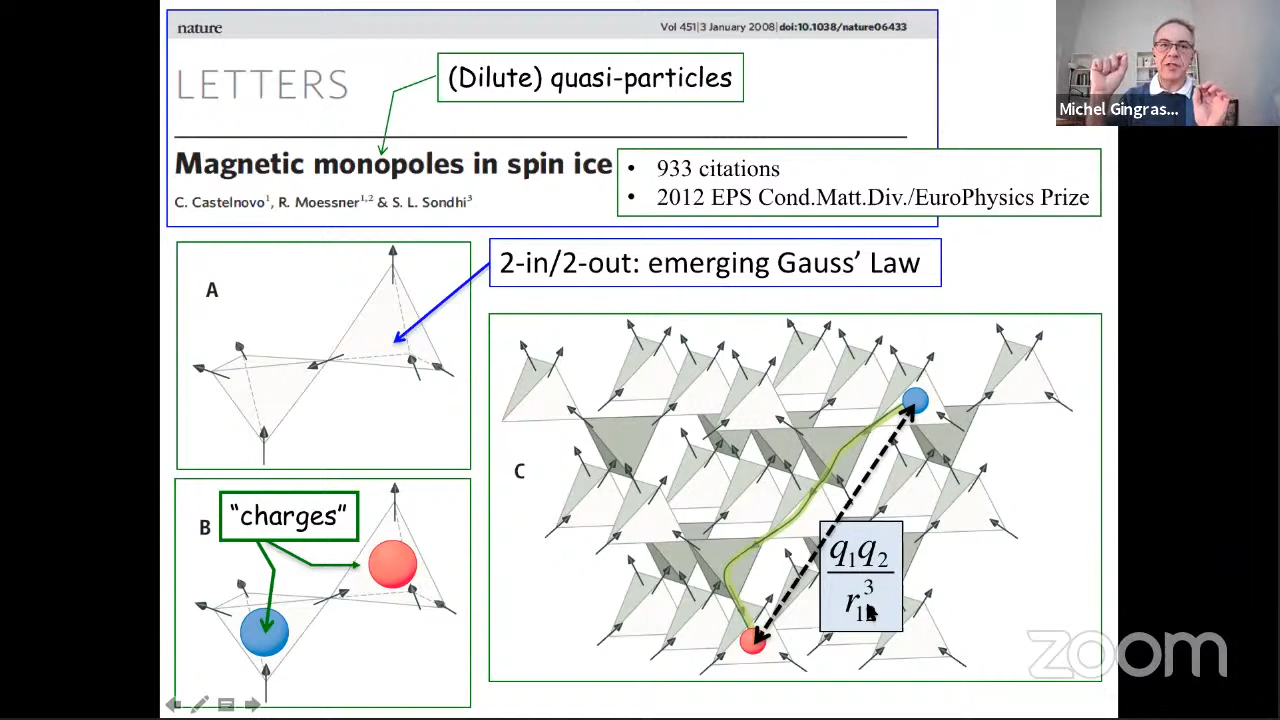 nature
Vol 451|3 January 2008|doi:10.1038/nature06433
LETTERS
(Dilute) quasi-particles
Magnetic monopoles in spin ice
C. Castelnovo¹, R. Moessner¹,² & S. L. Sondhi³
• 933 citations
• 2012 EPS Cond.Matt.Div./EuroPhysics Prize
Michel Gingras...
2-in/2-out: emerging Gauss’ Law
A
B
“charges”
C
q₁q₂
zoom